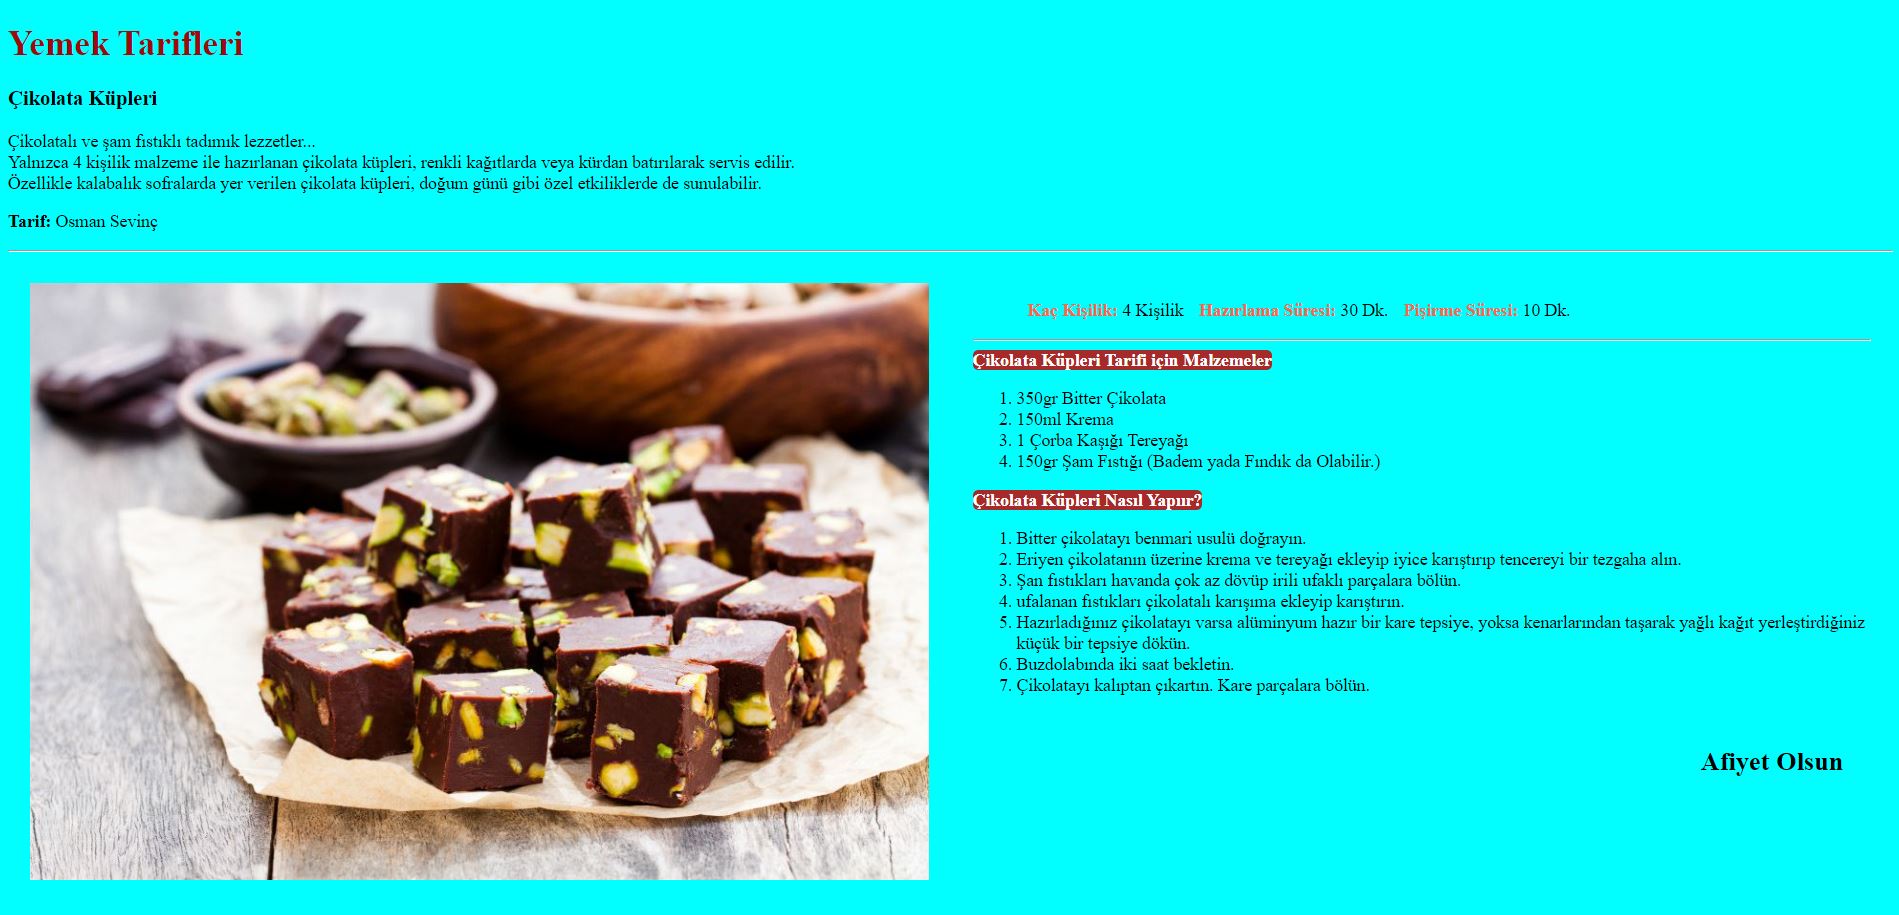 Yemek Tarifleri
Çikolata Küpleri
Çikolatalı ve şam fıstıklı tadımık lezzetler...
Yalnızca 4 kişilik malzeme ile hazırlanan çikolata küpleri, renkli kağıtlarda veya kürdan batırılarak servis edilir.
Özellikle kalabalık sofralarda yer verilen çikolata küpleri, doğum günü gibi özel etkiliklerde de sunulabilir.
Tarif: Osman Sevinç
Kaç Kişilik: 4 Kişilik Hazırlama Süresi: 30 Dk. Pişirme Süresi: 10 Dk.
Çikolata Küpleri Tarifi için Malzemeler
1. 350gr Bitter Çikolata
2. 150ml Krema
3. 1 Çorba Kaşığı Tereyağı
4. 150gr Şam Fıstığı (Badem yada Fındık da Olabilir.)
Çikolata Küpleri Nasıl Yapıır?
1. Bitter çikolatayı benmari usulü doğrayın.
2. Eriyen çikolatanın üzerine krema ve tereyağı ekleyip iyice karıştırıp tencereyi bir tezgaha alın.
3. Şan fıstıkları havanda çok az dövüp irili ufaklı parçalara bölün.
4. ufalanan fıstıkları çikolatalı karışıma ekleyip karıştırın.
5. Hazırladığınız çikolatayı varsa alüminyum hazır bir kare tepsiye, yoksa kenarlarından taşarak yağlı kağıt yerleştirdiğiniz
küçük bir tepsiye dökün.
6. Buzdolabında iki saat bekletin.
7. Çikolatayı kalıptan çıkartın. Kare parçalara bölün.
Afiyet Olsun